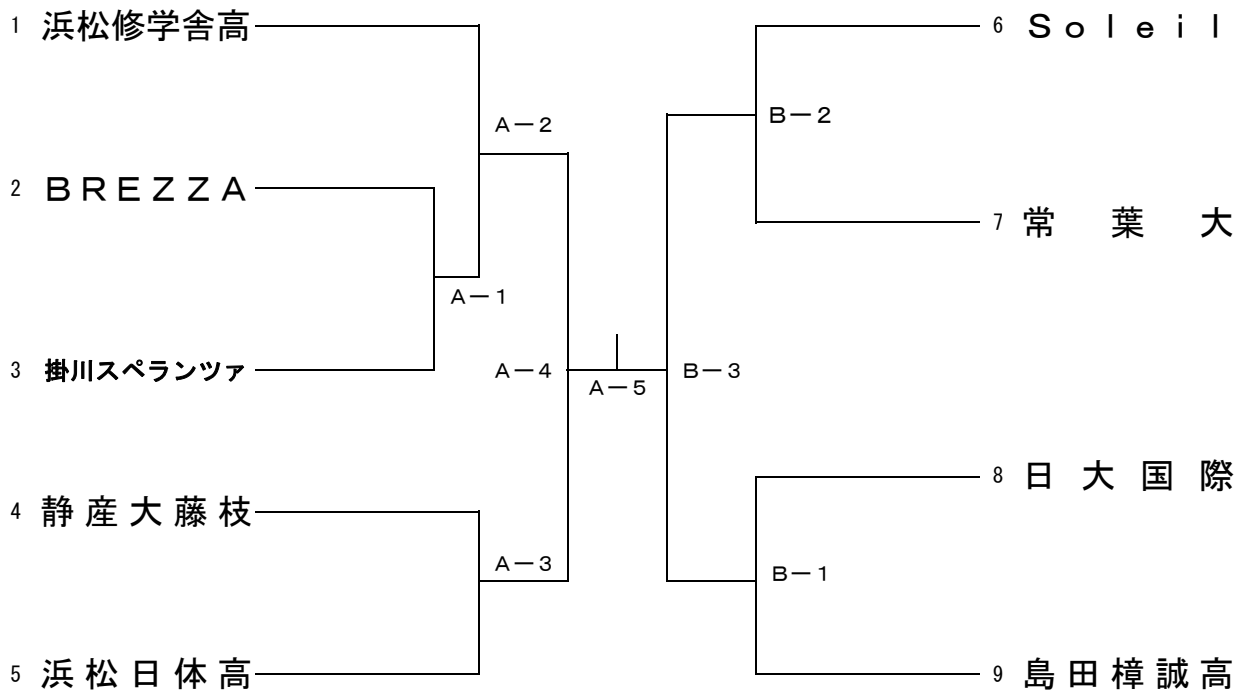 1 浜松修学舎高
A－2
2 BREZZA
A－1
3 掛川スペランツァ
A－4
4 静産大藤枝
A－3
5 浜松日体高
A－5
6 Soleil
B－2
7 常葉大
B－3
8 日大国際
B－1
9 島田樟誠高